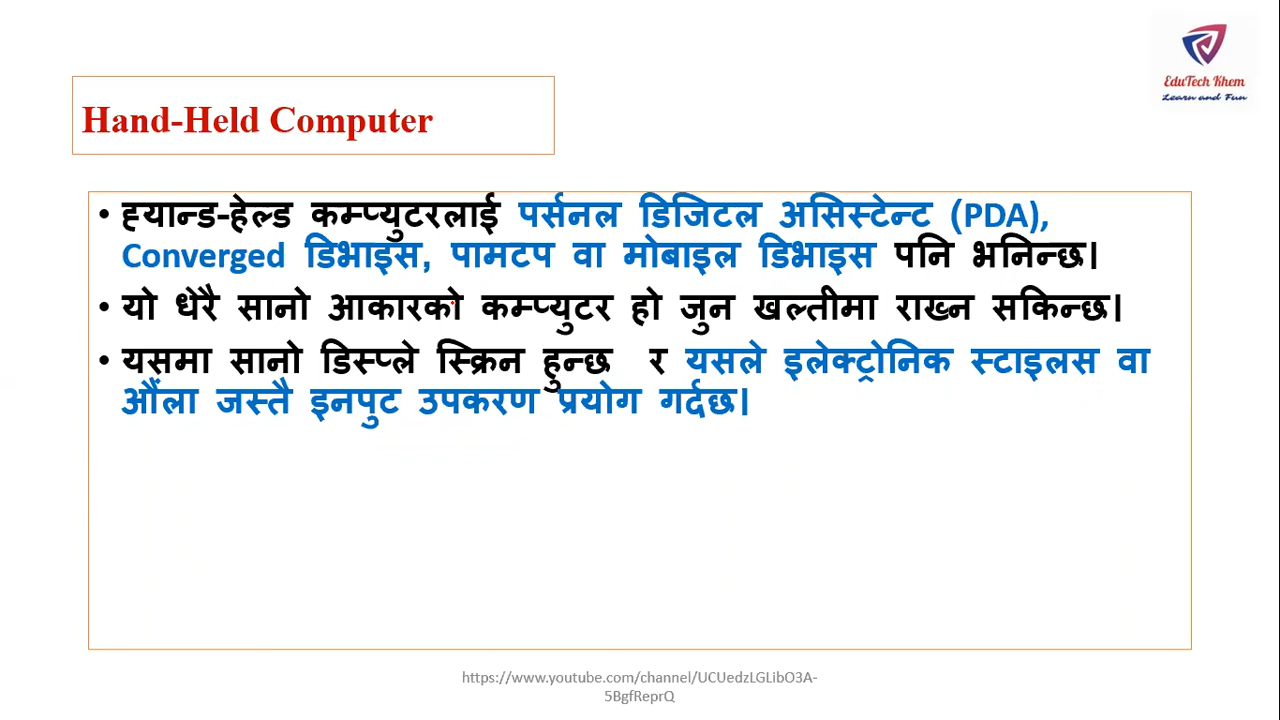 EduTech Khem
Learn and Fun
Hand-Held Computer
• ह्यान्ड-हेल्ड कम्प्युटरलाई पर्सनल डिजिटल असिस्टेन्ट (PDA),
Converged डिभाइस, पामटप वा मोबाइल डिभाइस पनि भनिन्छ।
• यो धेरै सानो आकारको कम्प्युटर हो जुन खल्तीमा राख्न सकिन्छ।
• यसमा सानो डिस्प्ले स्क्रिन हुन्छ र यसले इलेक्ट्रोनिक स्टाइलस वा
औंला जस्तै इनपुट उपकरण प्रयोग गर्दछ।
https://www.youtube.com/channel/UCUedzLGLibO3A-
5BgfReprQ